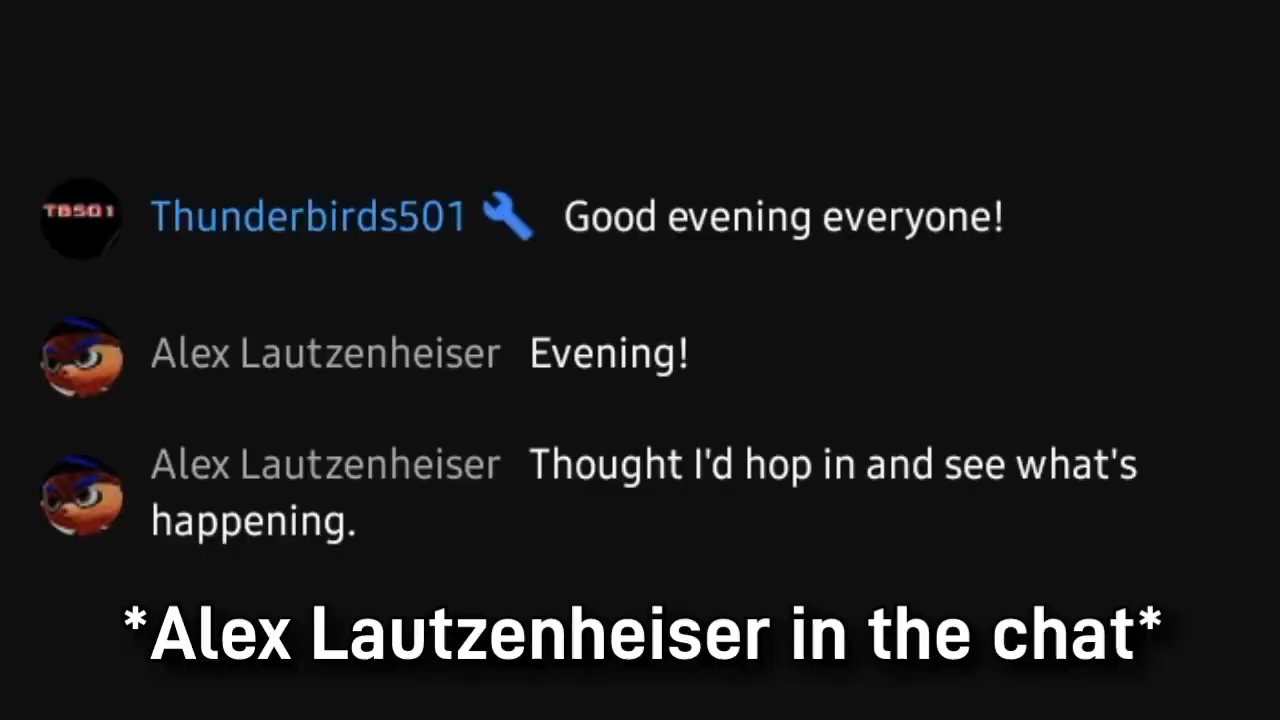 TB501
Thunderbirds501 Good evening everyone!
Alex Lautzenheiser Evening!
Alex Lautzenheiser Thought I'd hop in and see what's
happening.
*Alex Lautzenheiser in the chat*